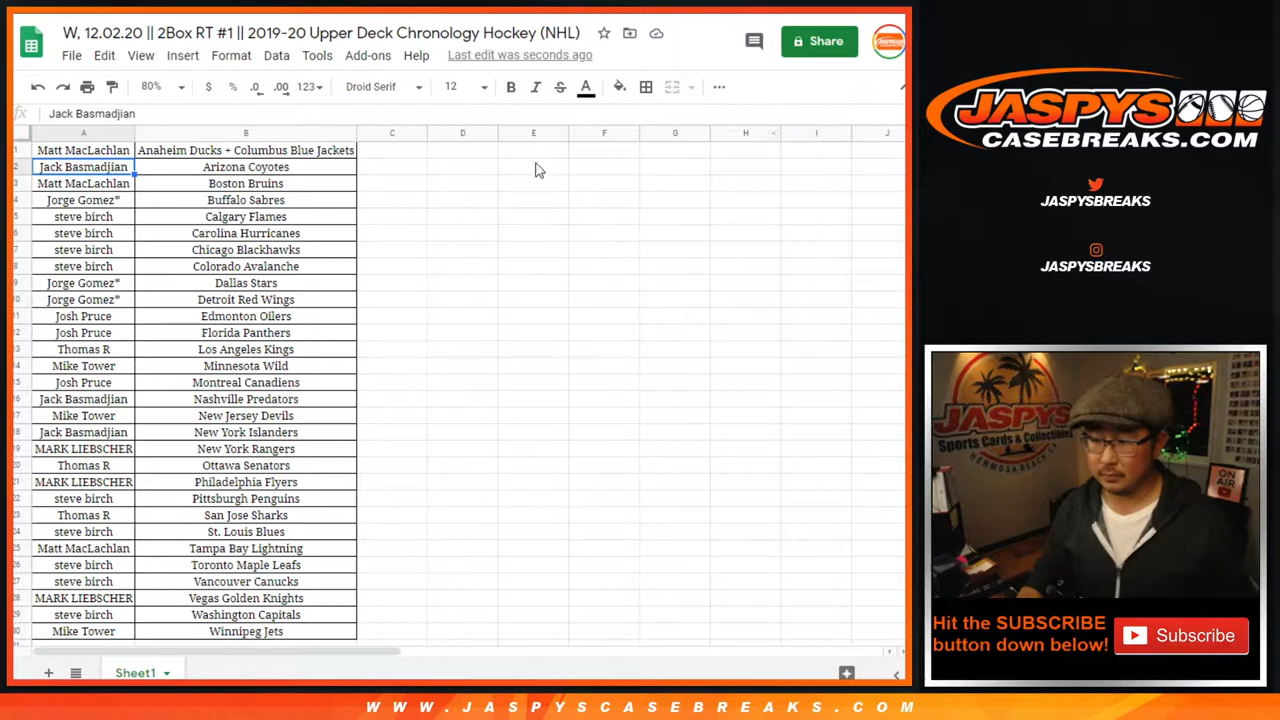 W, 12.02.20 || 2Box RT #1 || 2019-20 Upper Deck Chronology Hockey (NHL)
File Edit View Insert Format Data Tools Add-ons Help Last edit was seconds ago
Share
80% $ % .0 .00 123 Droid Serif 12 B I S A
fx Jack Basmadjian
A B C D E F G H I J
1 Matt MacLachlan Anaheim Ducks + Columbus Blue Jackets
2 Jack Basmadjian Arizona Coyotes
3 Matt MacLachlan Boston Bruins
4 Jorge Gomez* Buffalo Sabres
5 steve birch Calgary Flames
6 steve birch Carolina Hurricanes
7 steve birch Chicago Blackhawks
8 steve birch Colorado Avalanche
9 Jorge Gomez* Dallas Stars
10 Jorge Gomez* Detroit Red Wings
11 Josh Pruce Edmonton Oilers
12 Josh Pruce Florida Panthers
13 Thomas R Los Angeles Kings
14 Mike Tower Minnesota Wild
15 Josh Pruce Montreal Canadiens
16 Jack Basmadjian Nashville Predators
17 Mike Tower New Jersey Devils
18 Jack Basmadjian New York Islanders
19 MARK LIEBSCHER New York Rangers
20 Thomas R Ottawa Senators
21 MARK LIEBSCHER Philadelphia Flyers
22 steve birch Pittsburgh Penguins
23 Thomas R San Jose Sharks
24 steve birch St. Louis Blues
25 Matt MacLachlan Tampa Bay Lightning
26 steve birch Toronto Maple Leafs
27 steve birch Vancouver Canucks
28 MARK LIEBSCHER Vegas Golden Knights
29 steve birch Washington Capitals
30 Mike Tower Winnipeg Jets
Sheet1
JASPYS
CASEBREAKS.COM
JASPYSBREAKS
JASPYSBREAKS
JASPYS
Sports Cards & Collectibles
HERMOSA BEACH, CA
ON AIR
Hit the SUBSCRIBE
button down below!
Subscribe
WWW.JASPYSCASEBREAKS.COM